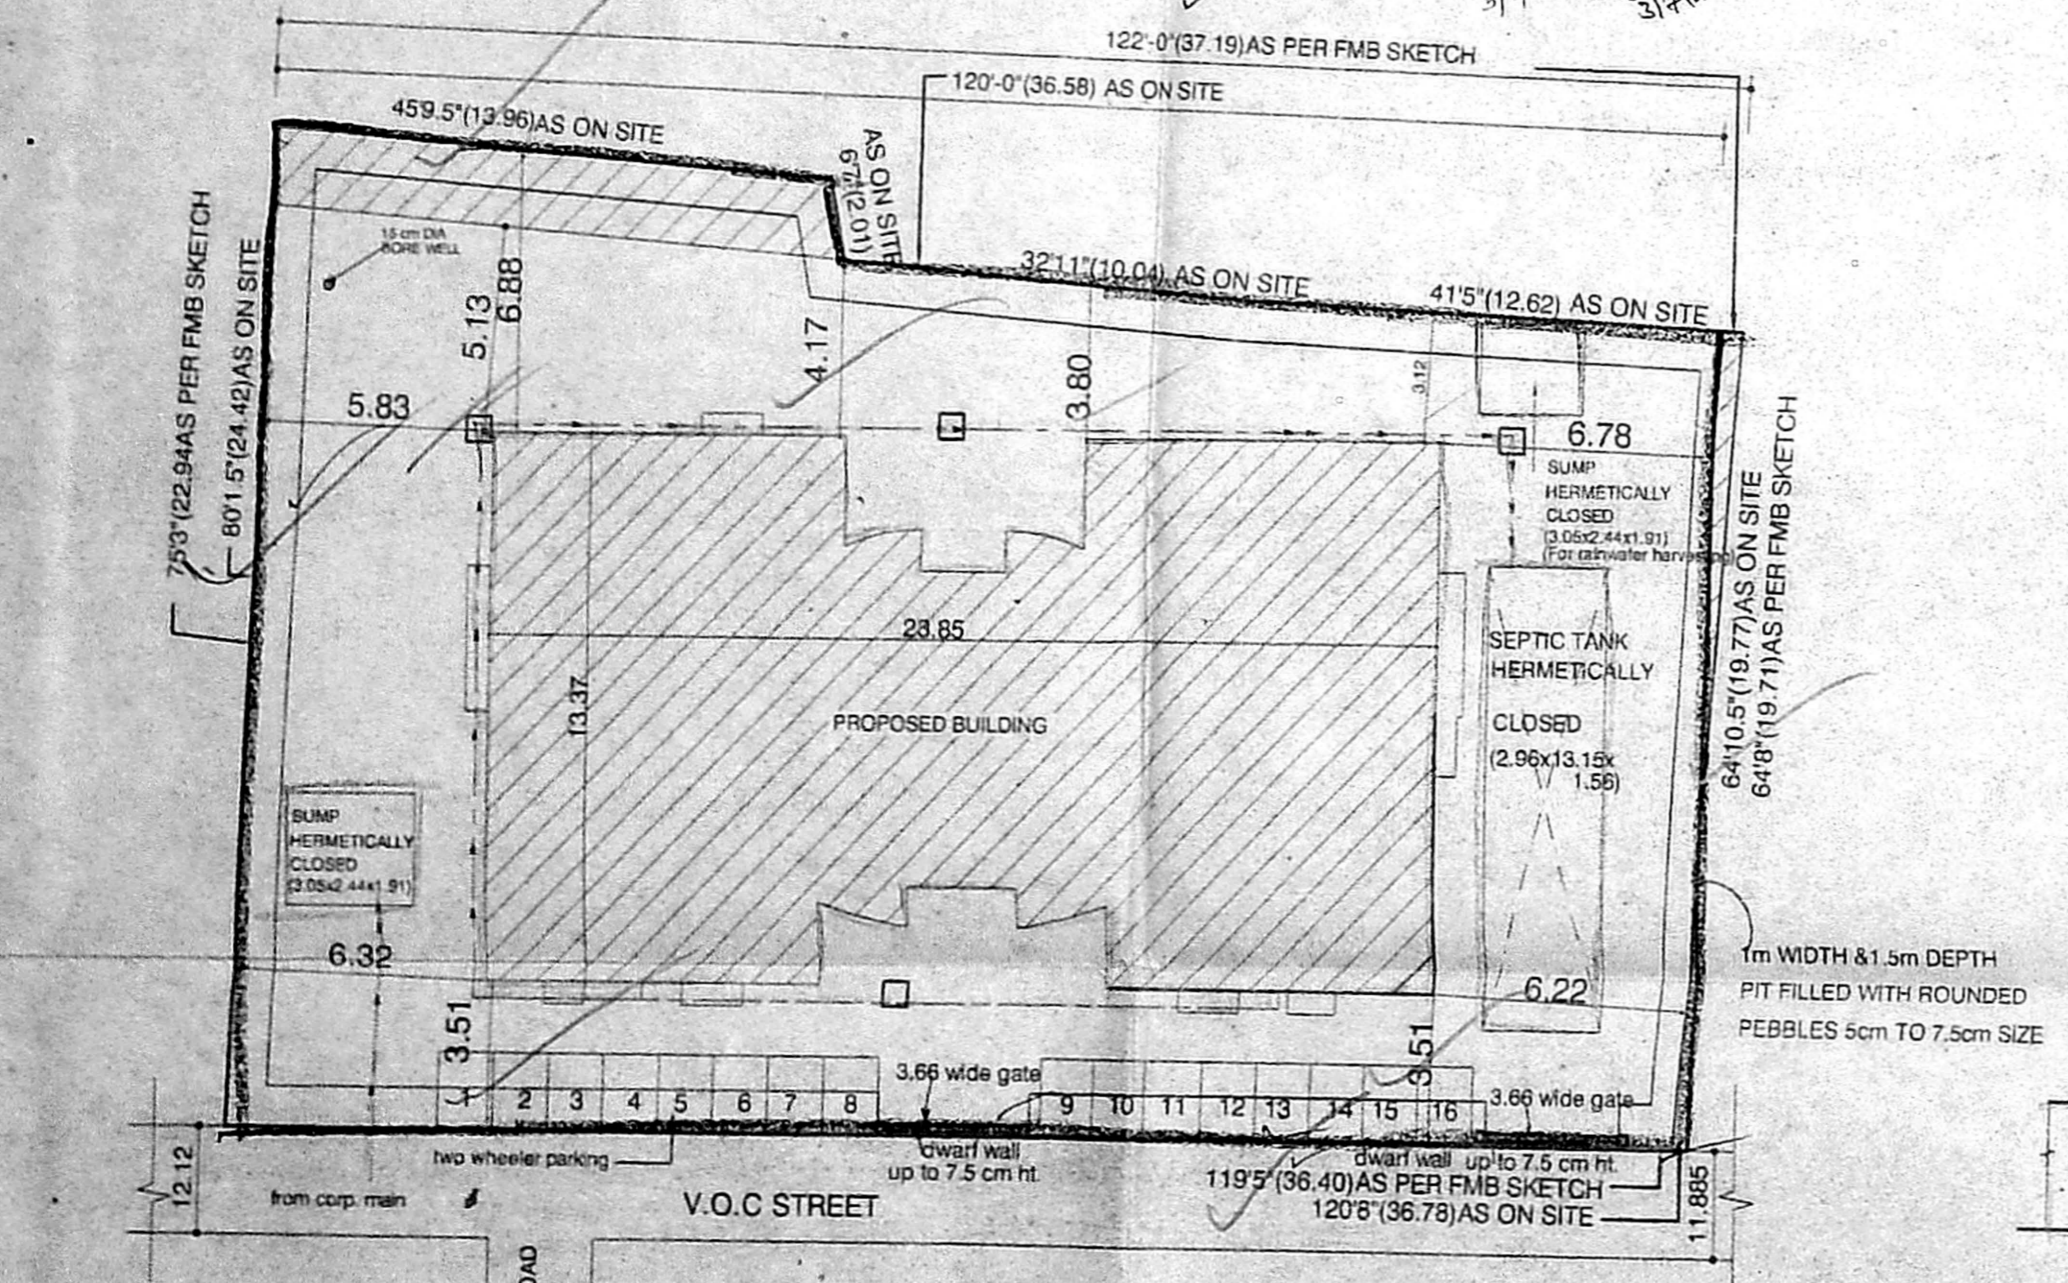 122'-0"(37.19)AS PER FMB SKETCH
120'-0"(36.58) AS ON SITE
459.5"(13.96)AS ON SITE
AS ON SITE
6'7"(2.01)
32'11"(10.04) AS ON SITE
41'5"(12.62) AS ON SITE
75'3"(22.94AS PER FMB SKETCH
80'1.5"(24.42)AS ON SITE
15 cm DIA
BORE WELL
5.13
6.88
4.17
3.80
3.12
5.83
6.78
SUMP
HERMETICALLY
CLOSED
(3.05x2.44x1.91)
(For rainwater harvesting)
64'10.5"(19.77)AS ON SITE
64'8"(19.71)AS PER FMB SKETCH
23.85
13.37
PROPOSED BUILDING
SEPTIC TANK
HERMETICALLY
CLOSED
(2.96x13.15x
1.56)
SUMP
HERMETICALLY
CLOSED
(3.05x2.44x1.91)
6.32
6.22
1m WIDTH &1.5m DEPTH
PIT FILLED WITH ROUNDED
PEBBLES 5cm TO 7.5cm SIZE
3.51
3.51
3.66 wide gate
3.66 wide gate
1 2 3 4 5 6 7 8 9 10 11 12 13 14 15 16
two wheeler parking
dwarf wall
up to 7.5 cm ht.
dwarf wall up to 7.5 cm ht.
119'5"(36.40)AS PER FMB SKETCH
120'8"(36.78)AS ON SITE
12.12
11.885
from corp. main
V.O.C STREET